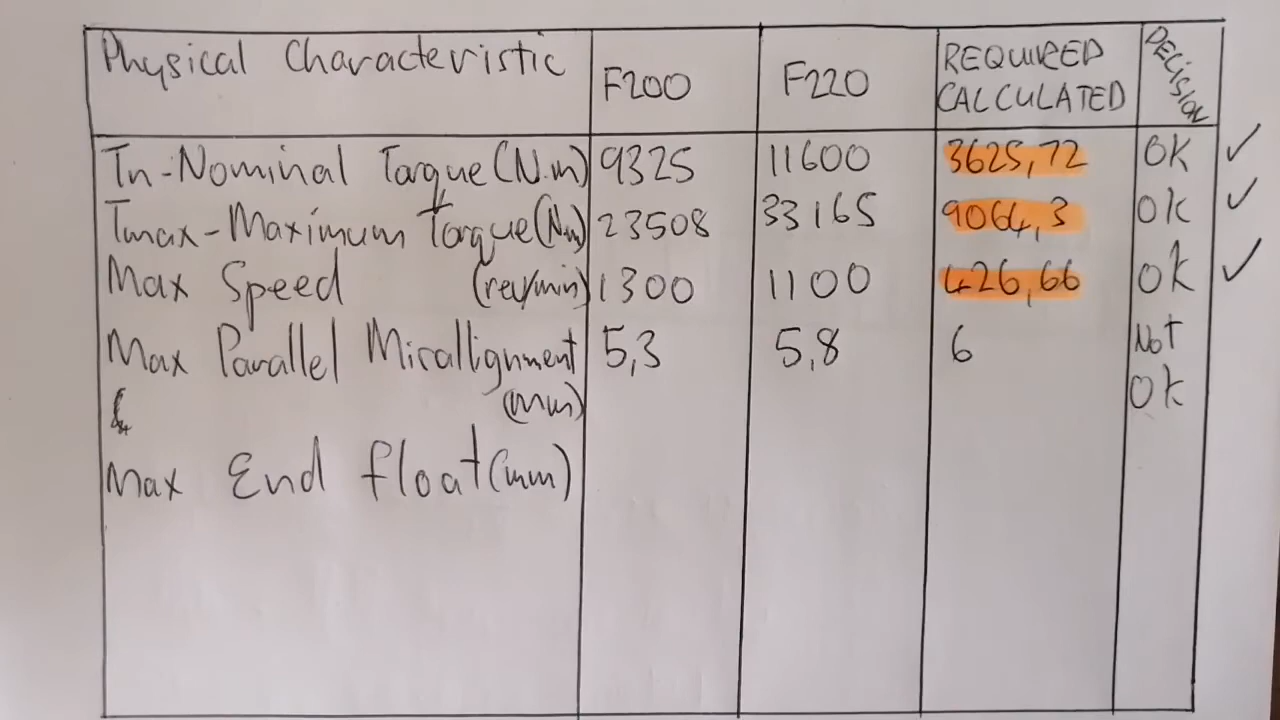 Physical Characteristic F200 F220 REQUIRED CALCULATED DECISION
Tn-Nominal Torque (N.m) 9325 11600 3625,72 OK ✓
Tmax-Maximum Torque (Nm) 23508 33165 9064,3 Ok ✓
Max Speed (rev/min) 1300 1100 426,66 Ok ✓
Max Parallel Micallignment 5,3 5,8 6 Not
& (mm) Ok
Max End float (mm)